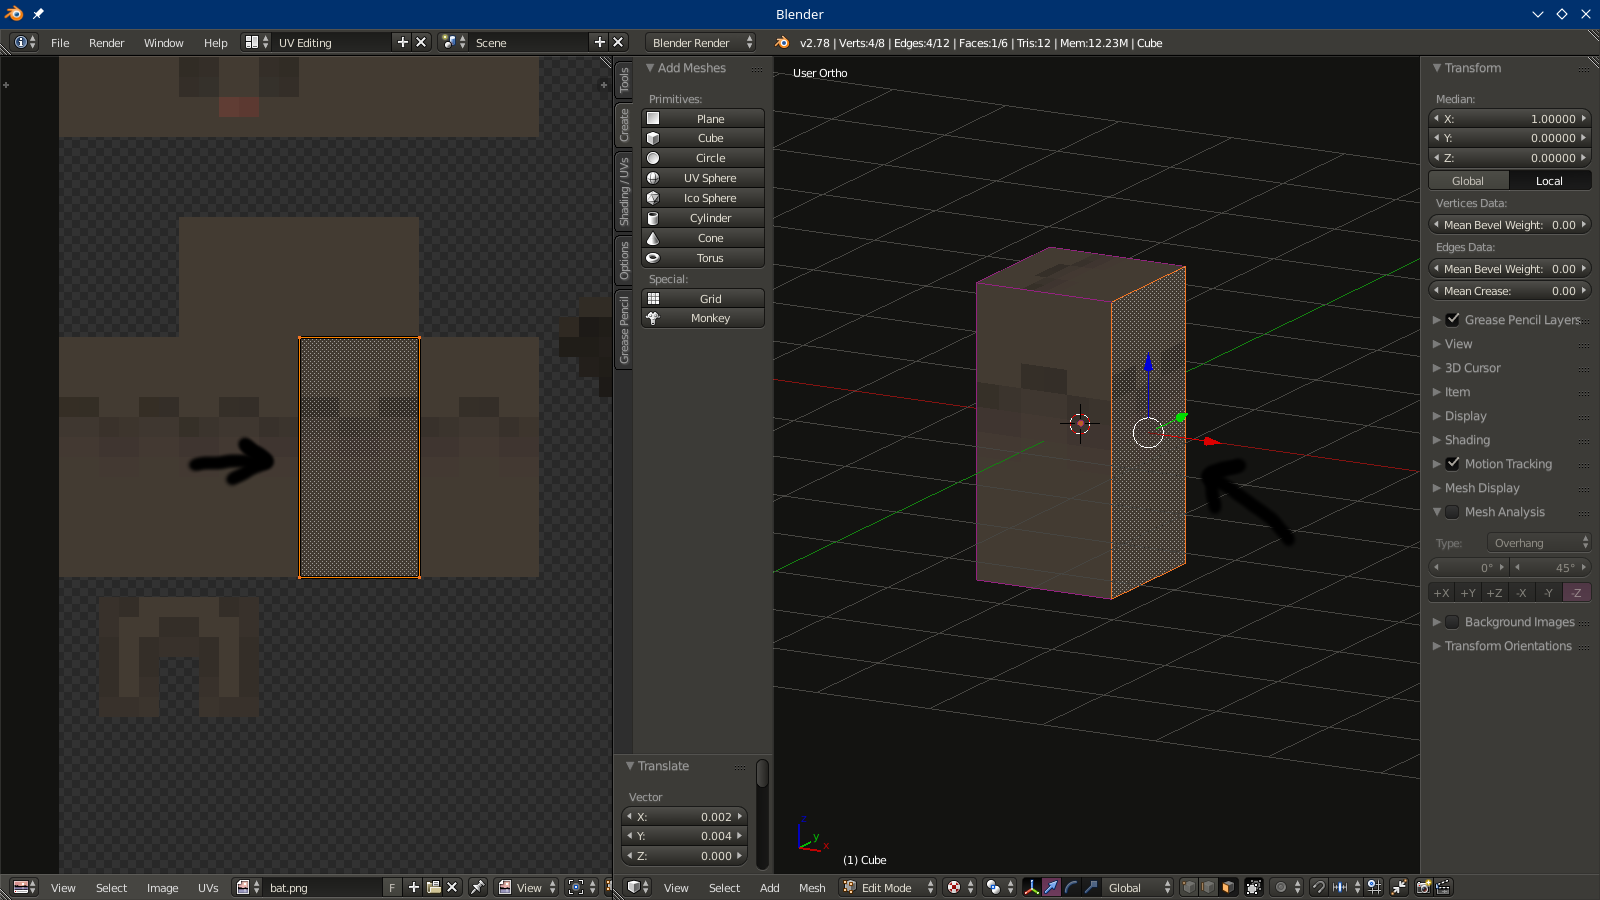 Blender
File Render Window Help UV Editing Scene Blender Render v2.78 | Verts:4/8 | Edges:4/12 | Faces:1/6 | Tris:12 | Mem:12.23M | Cube
Tools
Create
Shading / UVs
Options
Grease Pencil
Add Meshes
Primitives:
Plane
Cube
Circle
UV Sphere
Ico Sphere
Cylinder
Cone
Torus
Special:
Grid
Monkey
Translate
Vector
X: 0.002
Y: 0.004
Z: 0.000
User Ortho
z
y
x
(1) Cube
Transform
Median:
X: 1.00000
Y: 0.00000
Z: 0.00000
Global Local
Vertices Data:
Mean Bevel Weight: 0.00
Edges Data:
Mean Bevel Weight: 0.00
Mean Crease: 0.00
Grease Pencil Layers
View
3D Cursor
Item
Display
Shading
Motion Tracking
Mesh Display
Mesh Analysis
Type: Overhang
0° 45°
+X +Y +Z -X -Y -Z
Background Images
Transform Orientations
View Select Image UVs bat.png F View
View Select Add Mesh Edit Mode Global